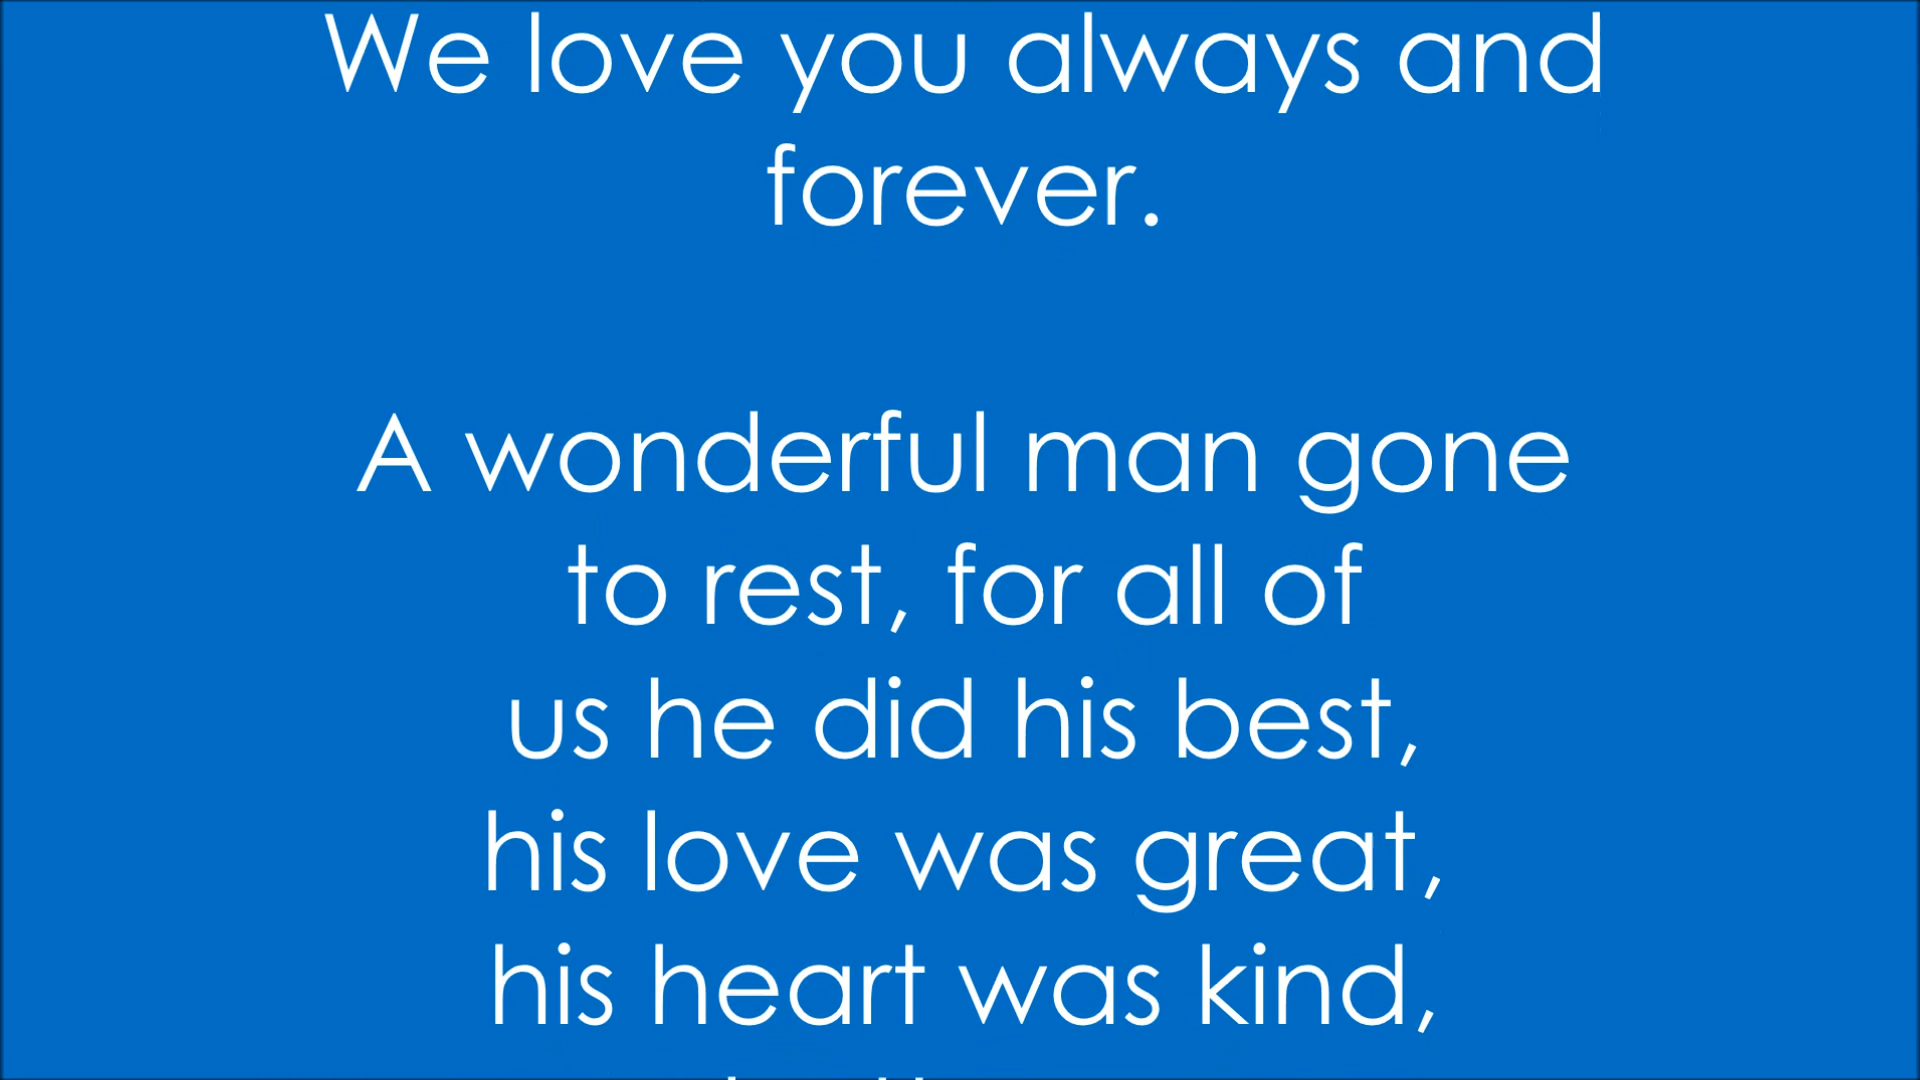 We love you always and
forever.
A wonderful man gone
to rest, for all of
us he did his best,
his love was great,
his heart was kind,